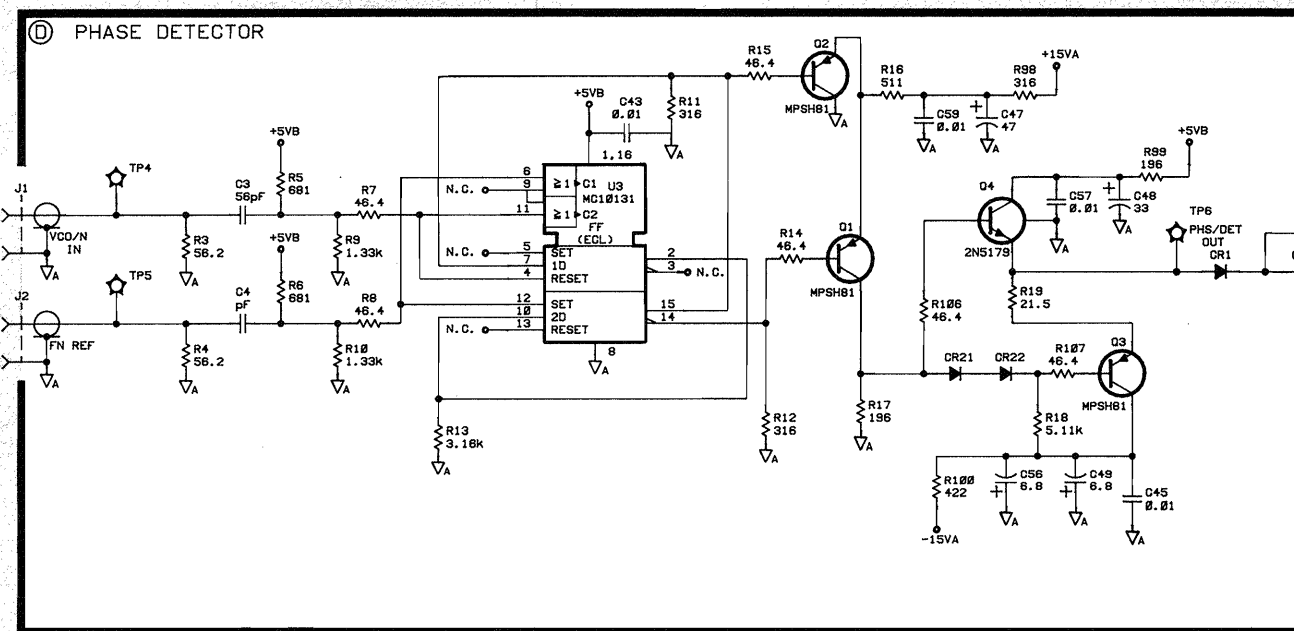 D PHASE DETECTOR
J1
VCO/N
IN
A
TP4
R3
56.2
A
C3
56pF
+5VB
R5
681
R7
46.4
R9
1.33k
A
J2
FN REF
A
TP5
R4
56.2
A
C4
pF
+5VB
R6
681
R8
46.4
R10
1.33k
A
+5VB
C43
0.01
R11
316
A
1,16
6
N.C. 9
11
≥1 C1
≥1 C2
U3
MC10131
FF
(ECL)
N.C. 5 SET
7 1D
4 RESET
2
3 N.C.
12 SET
10 2D
N.C. 13 RESET
15
14
8
A
R13
3.16k
A
R12
316
A
R15
46.4
Q2
MPSH81
A
R14
46.4
Q1
MPSH81
R16
511
C59
0.01
A
+
C47
47
A
R98
316
+15VA
R17
196
A
Q4
2N5179
C57
0.01
A
+
C48
33
A
R99
196
+5VB
TP6
PHS/DET
OUT
CR1
R106
46.4
R19
21.5
CR21
CR22
R107
46.4
Q3
MPSH81
R18
5.11k
R100
422
-15VA
C56
6.8
+
A
C49
6.8
+
A
C45
0.01
A